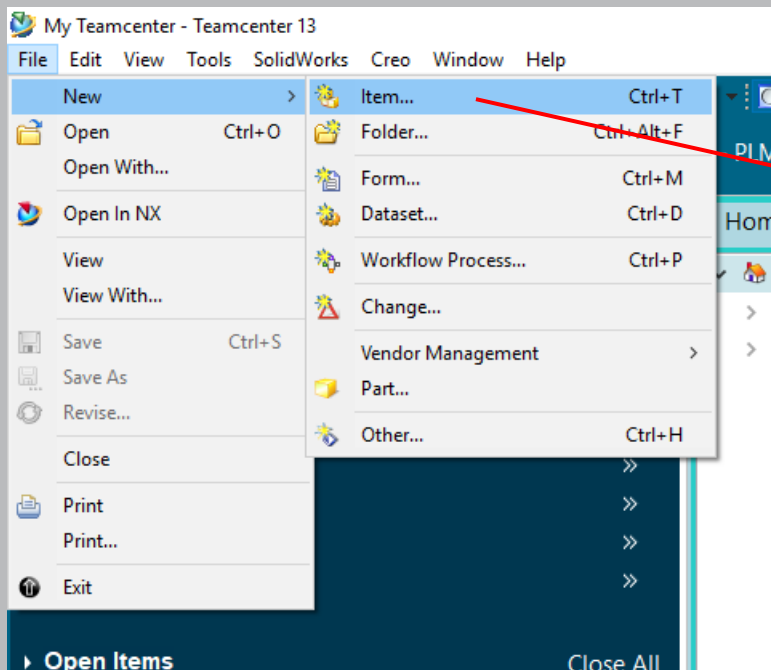 My Teamcenter - Teamcenter 13
File Edit View Tools SolidWorks Creo Window Help
New
Open Ctrl+O
Open With...
Open In NX
View
View With...
Save Ctrl+S
Save As
Revise...
Close
Print
Print...
Exit
Item... Ctrl+T
Folder... Ctrl+Alt+F
Form... Ctrl+M
Dataset... Ctrl+D
Workflow Process... Ctrl+P
Change...
Vendor Management
Part...
Other... Ctrl+H
PLM
Hom
Open Items Close All